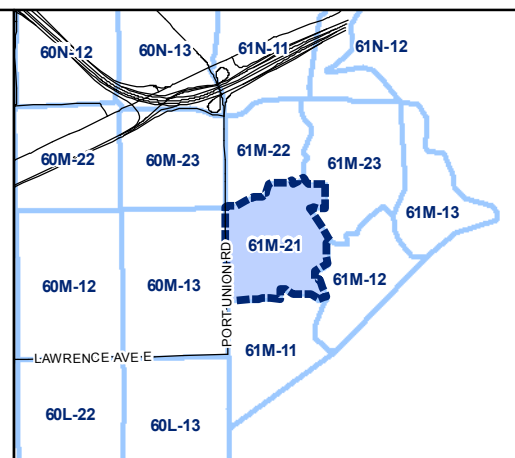 60N-12
60N-13
61N-11
61N-12
60M-22
60M-23
61M-22
61M-23
61M-13
61M-21
60M-12
60M-13
PORT UNION RD
61M-12
LAWRENCE AVE E
61M-11
60L-22
60L-13